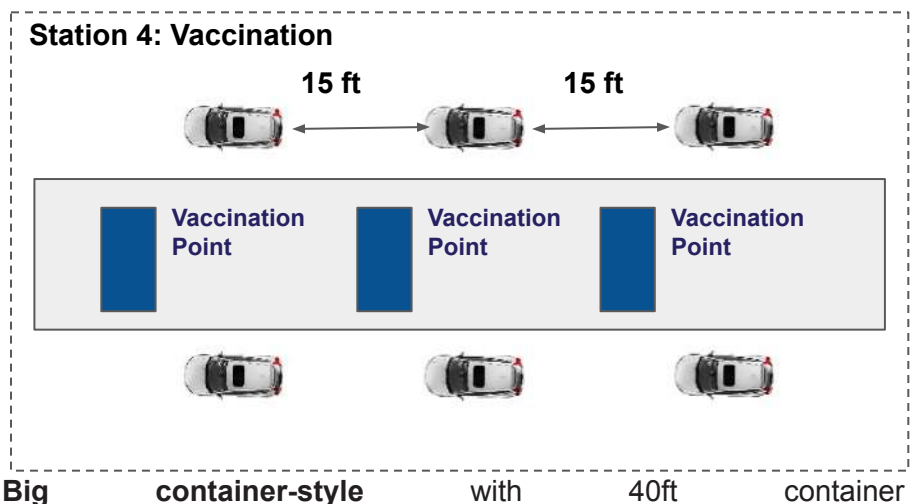 Station 4: Vaccination
15 ft 15 ft
Vaccination Vaccination Vaccination
Point Point Point
Big container-style with 40ft container